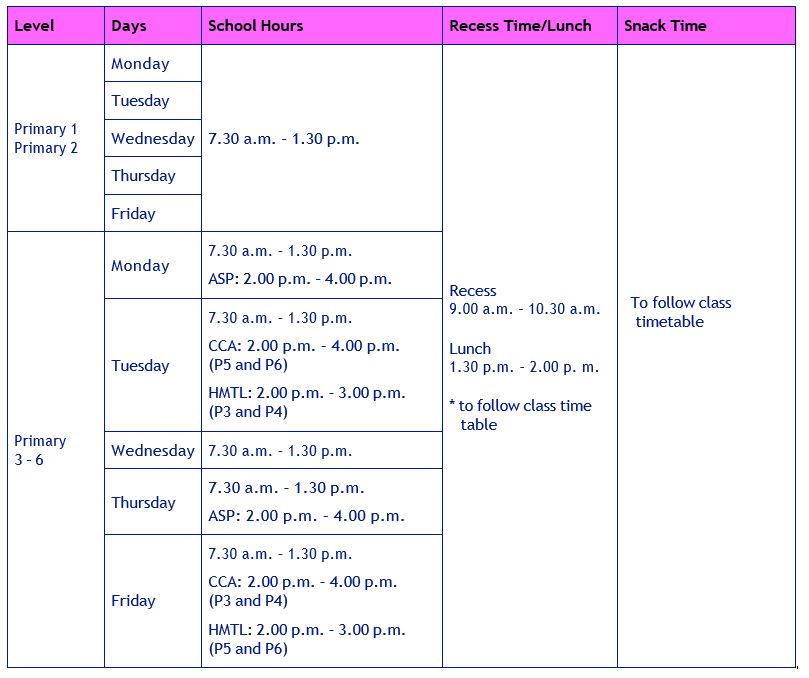 Level
Days
School Hours
Recess Time/Lunch
Snack Time
Primary 1
Primary 2
Monday
Tuesday
Wednesday
Thursday
Friday
7.30 a.m. – 1.30 p.m.
Primary
3 – 6
Monday
7.30 a.m. – 1.30 p.m.
ASP: 2.00 p.m. – 4.00 p.m.
Tuesday
7.30 a.m. – 1.30 p.m.
CCA: 2.00 p.m. – 4.00 p.m.
(P5 and P6)
HMTL: 2.00 p.m. – 3.00 p.m.
(P3 and P4)
Wednesday
7.30 a.m. – 1.30 p.m.
Thursday
7.30 a.m. – 1.30 p.m.
ASP: 2.00 p.m. – 4.00 p.m.
Friday
7.30 a.m. – 1.30 p.m.
CCA: 2.00 p.m. – 4.00 p.m.
(P3 and P4)
HMTL: 2.00 p.m. – 3.00 p.m.
(P5 and P6)
Recess
9.00 a.m. – 10.30 a.m.
Lunch
1.30 p.m. – 2.00 p. m.
* to follow class time
table
To follow class
timetable